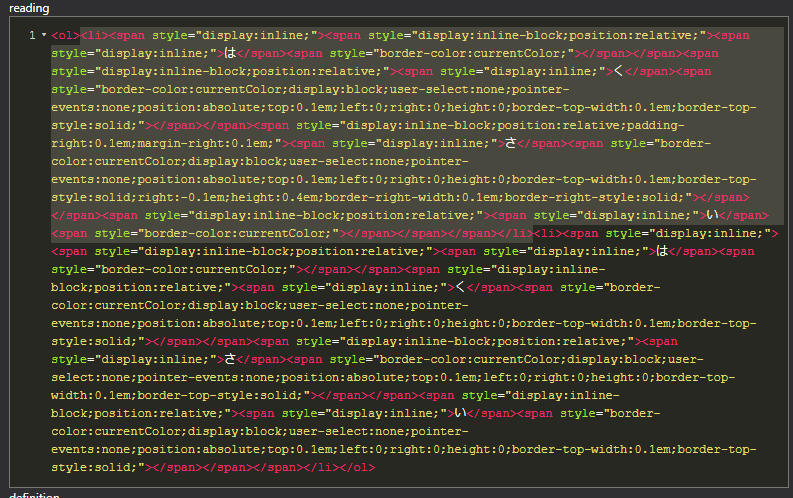 reading
1 <ol><li><span style="display:inline;"><span style="display:inline-block;position:relative;"><span
style="display:inline;">は</span><span style="border-color:currentColor;"></span></span><span
style="display:inline-block;position:relative;"><span style="display:inline;">く</span><span
style="border-color:currentColor;display:block;user-select:none;pointer-
events:none;position:absolute;top:0.1em;left:0;right:0;height:0;border-top-width:0.1em;border-top-
style:solid;"></span></span><span style="display:inline-block;position:relative;padding-
right:0.1em;margin-right:0.1em;"><span style="display:inline;">さ</span><span style="border-
color:currentColor;display:block;user-select:none;pointer-
events:none;position:absolute;top:0.1em;left:0;right:0;height:0;border-top-width:0.1em;border-top-
style:solid;right:-0.1em;height:0.4em;border-right-width:0.1em;border-right-style:solid;"></span>
</span><span style="display:inline-block;position:relative;"><span style="display:inline;">い</span>
<span style="border-color:currentColor;"></span></span></span></li><li><span style="display:inline;">
<span style="display:inline-block;position:relative;"><span style="display:inline;">は</span><span
style="border-color:currentColor;"></span></span><span style="display:inline-
block;position:relative;"><span style="display:inline;">く</span><span style="border-
color:currentColor;display:block;user-select:none;pointer-
events:none;position:absolute;top:0.1em;left:0;right:0;height:0;border-top-width:0.1em;border-top-
style:solid;"></span></span><span style="display:inline-block;position:relative;"><span
style="display:inline;">さ</span><span style="border-color:currentColor;display:block;user-
select:none;pointer-events:none;position:absolute;top:0.1em;left:0;right:0;height:0;border-top-
width:0.1em;border-top-style:solid;"></span></span><span style="display:inline-
block;position:relative;"><span style="display:inline;">い</span><span style="border-
color:currentColor;display:block;user-select:none;pointer-
events:none;position:absolute;top:0.1em;left:0;right:0;height:0;border-top-width:0.1em;border-top-
style:solid;"></span></span></span></li></ol>
definition